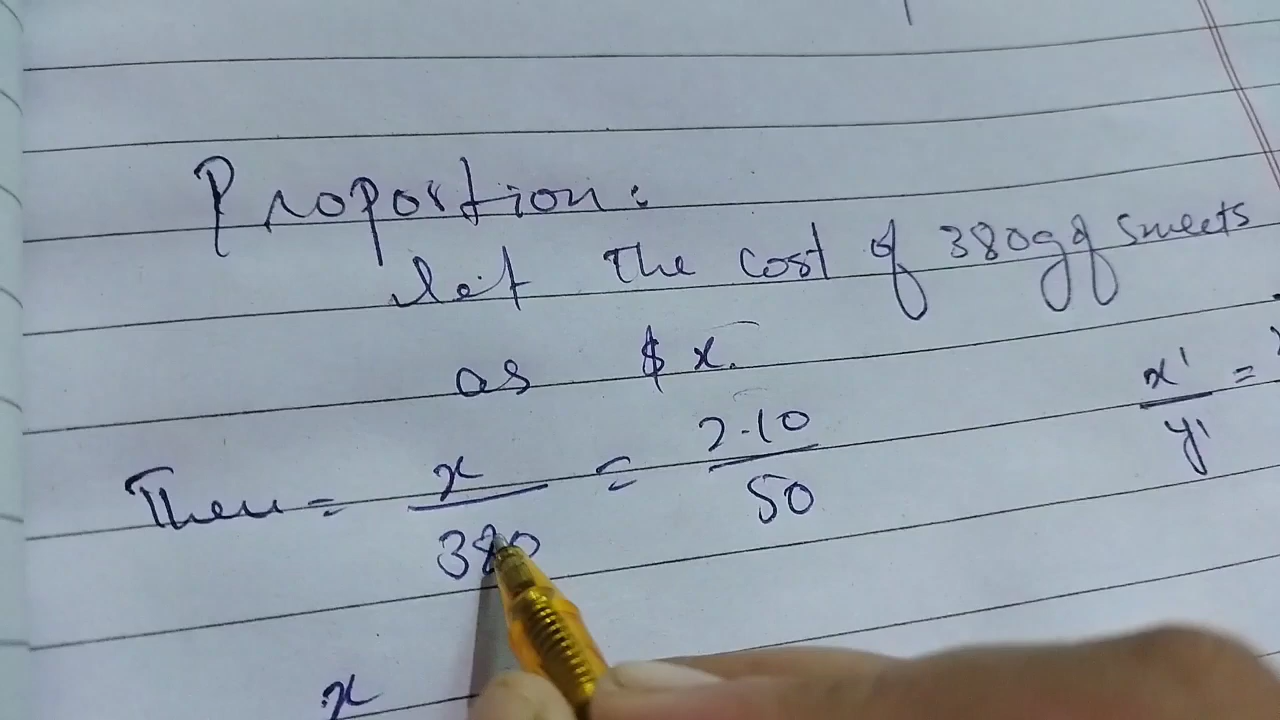 Proportion:
let the cost of 380g of sweets
as $ x.
Then = x/380 = 2.10/50
x'/y' =
x